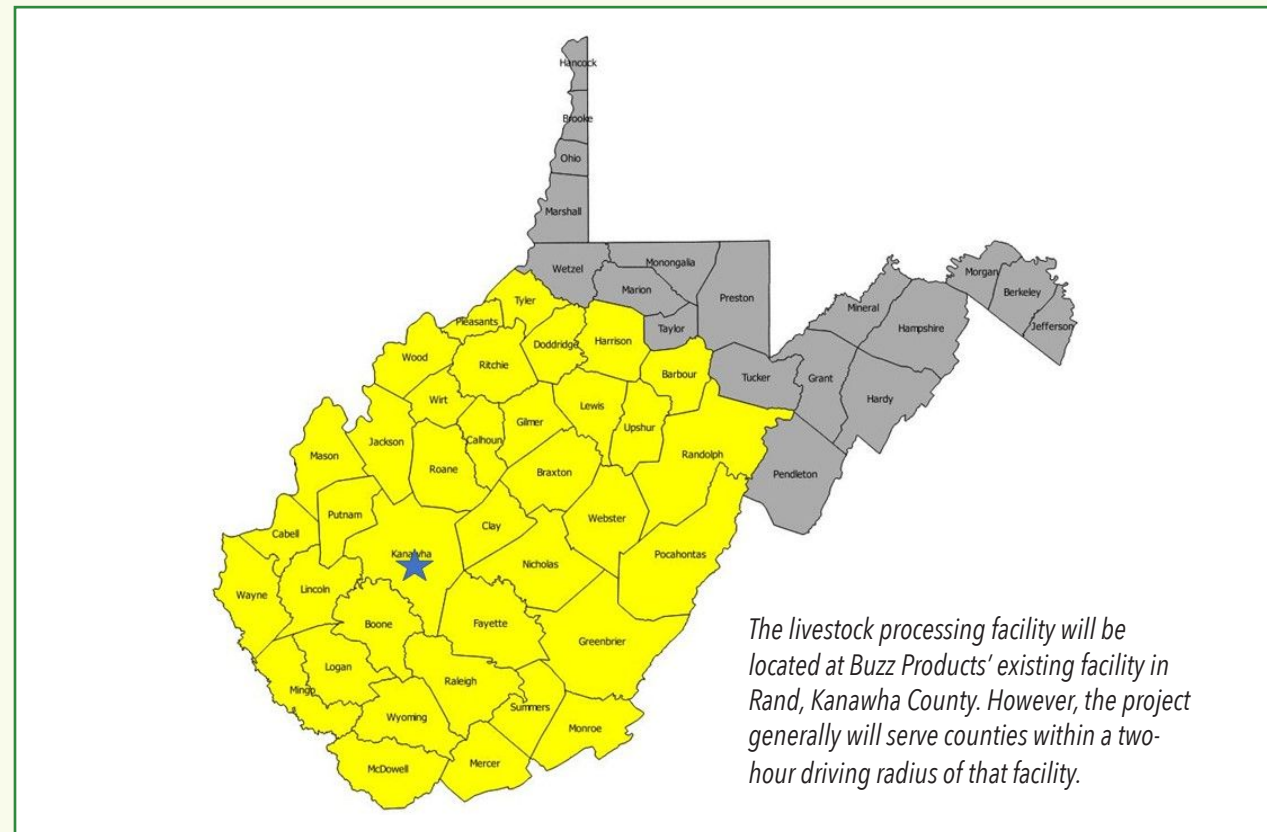 Hancock
Brooke
Ohio
Marshall
Wetzel
Monongalia
Marion
Preston
Taylor
Morgan
Berkeley
Jefferson
Mineral
Hampshire
Tyler
Pleasants
Doddridge
Harrison
Wood
Ritchie
Barbour
Tucker
Grant
Hardy
Wirt
Lewis
Gilmer
Upshur
Jackson
Calhoun
Mason
Roane
Braxton
Randolph
Pendleton
Putnam
Clay
Webster
Cabell
Kanawha
Nicholas
Pocahontas
Wayne
Lincoln
Boone
Fayette
Greenbrier
Logan
Mingo
Raleigh
Summers
Wyoming
Monroe
McDowell
Mercer
The livestock processing facility will be
located at Buzz Products’ existing facility in
Rand, Kanawha County. However, the project
generally will serve counties within a two-
hour driving radius of that facility.